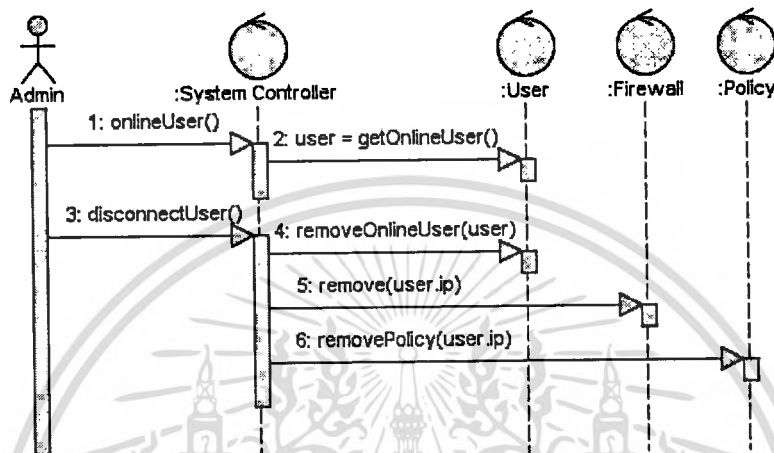 Admin
:System Controller
:User
:Firewall
:Policy
1: onlineUser()
2: user = getOnlineUser()
3: disconnectUser()
4: removeOnlineUser(user)
5: remove(user.ip)
6: removePolicy(user.ip)